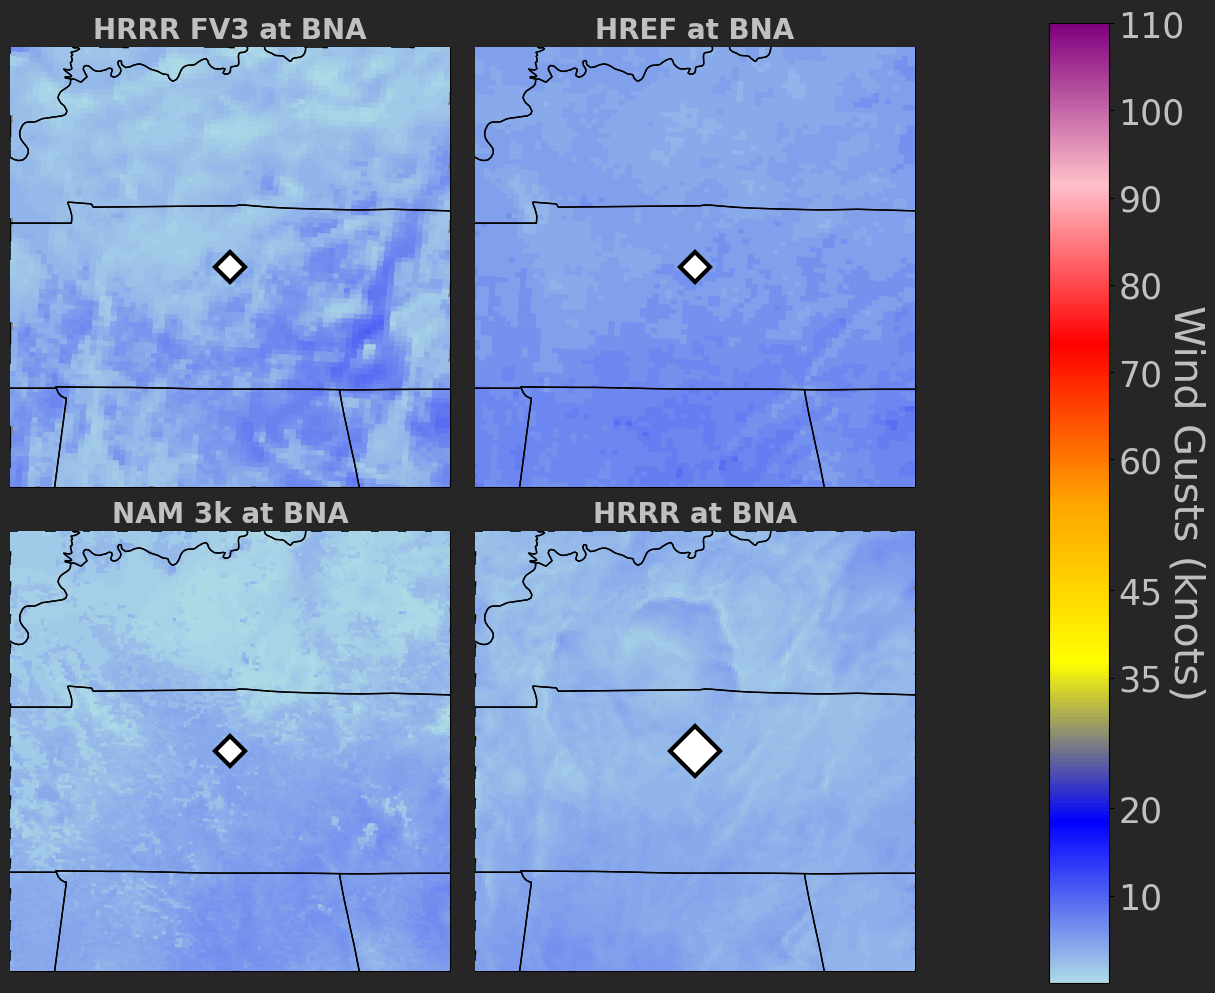 HRRR FV3 at BNA
HREF at BNA
NAM 3k at BNA
HRRR at BNA
110
100
90
80
70
60
45
35
20
10
Wind Gusts (knots)